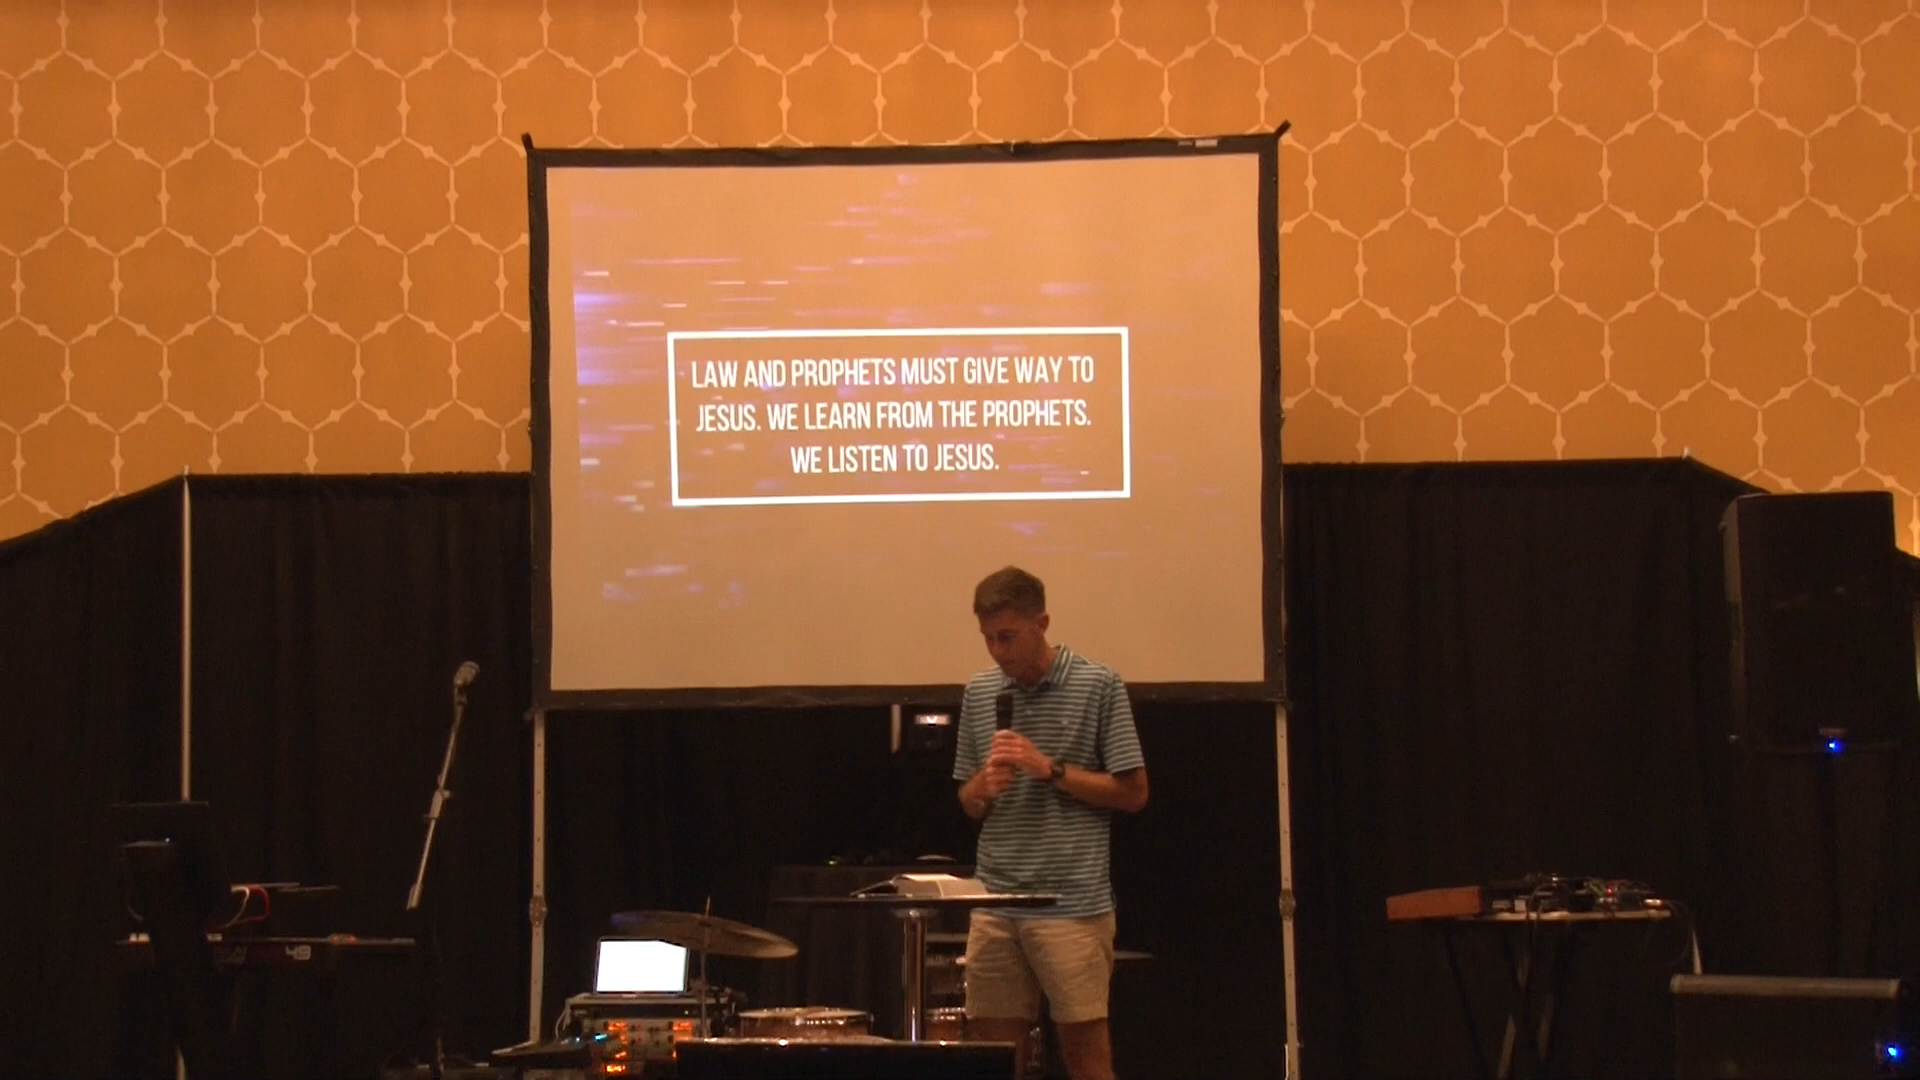 LAW AND PROPHETS MUST GIVE WAY TO
JESUS. WE LEARN FROM THE PROPHETS.
WE LISTEN TO JESUS.